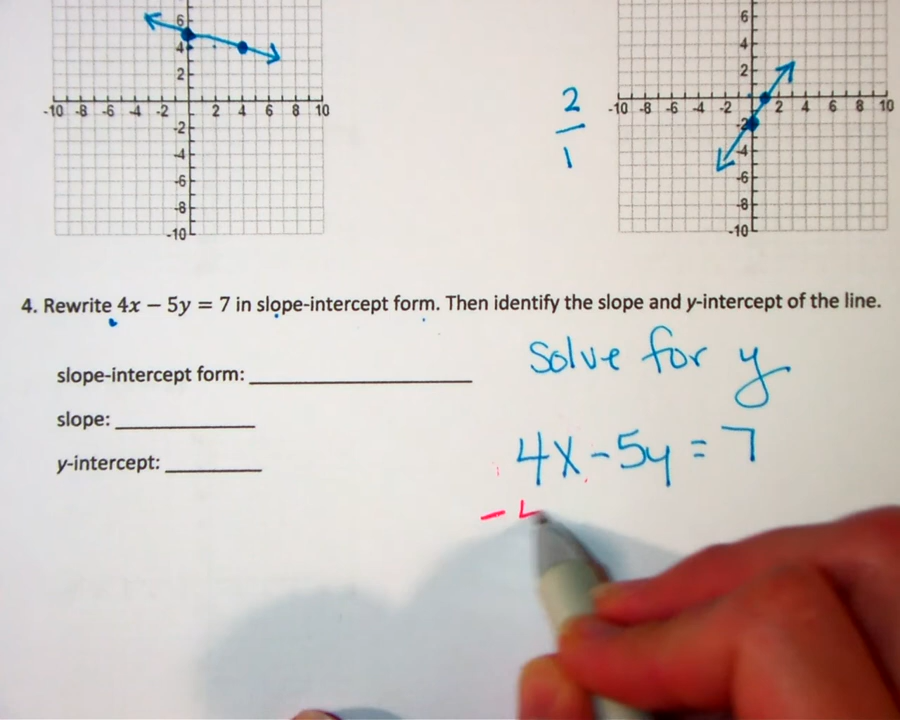 6
4
2
-10 -8 -6 -4 -2 2 4 6 8 10
-2
-4
-6
-8
-10
2
1
6
4
2
-10 -8 -6 -4 -2 2 4 6 8 10
-2
-4
-6
-8
-10
4. Rewrite 4x − 5y = 7 in slope-intercept form. Then identify the slope and y-intercept of the line.
Solve for y
slope-intercept form:
slope:
4x - 5y = 7
y-intercept:
- 4